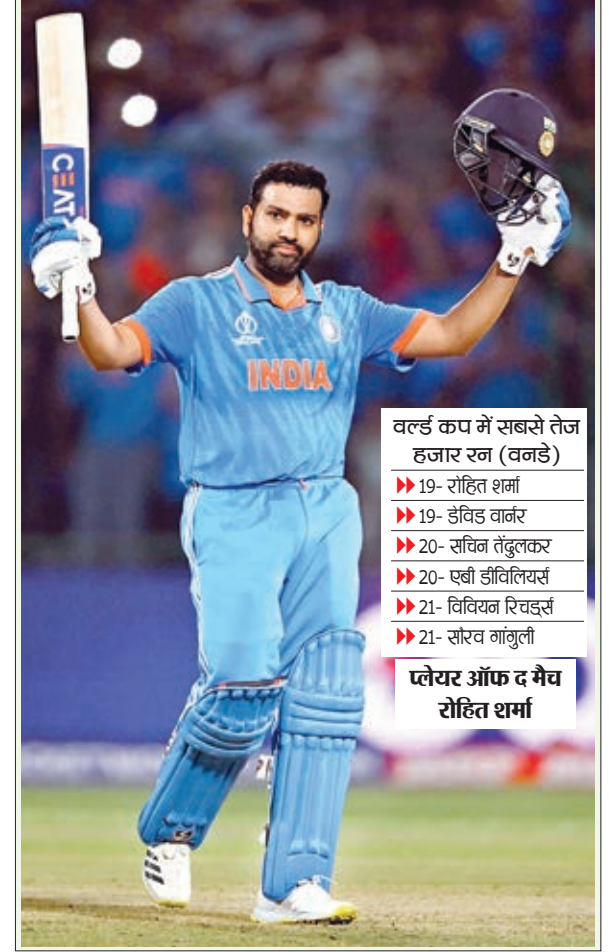 CEAT
INDIA
वर्ल्ड कप में सबसे तेज
हजार रन (वनडे)
19- रोहित शर्मा
19- डेविड वार्नर
20- सचिन तेंदुलकर
20- एबी डीविलियर्स
21- विवियन रिचर्ड्स
21- सौरव गांगुली
प्लेयर ऑफ द मैच
रोहित शर्मा